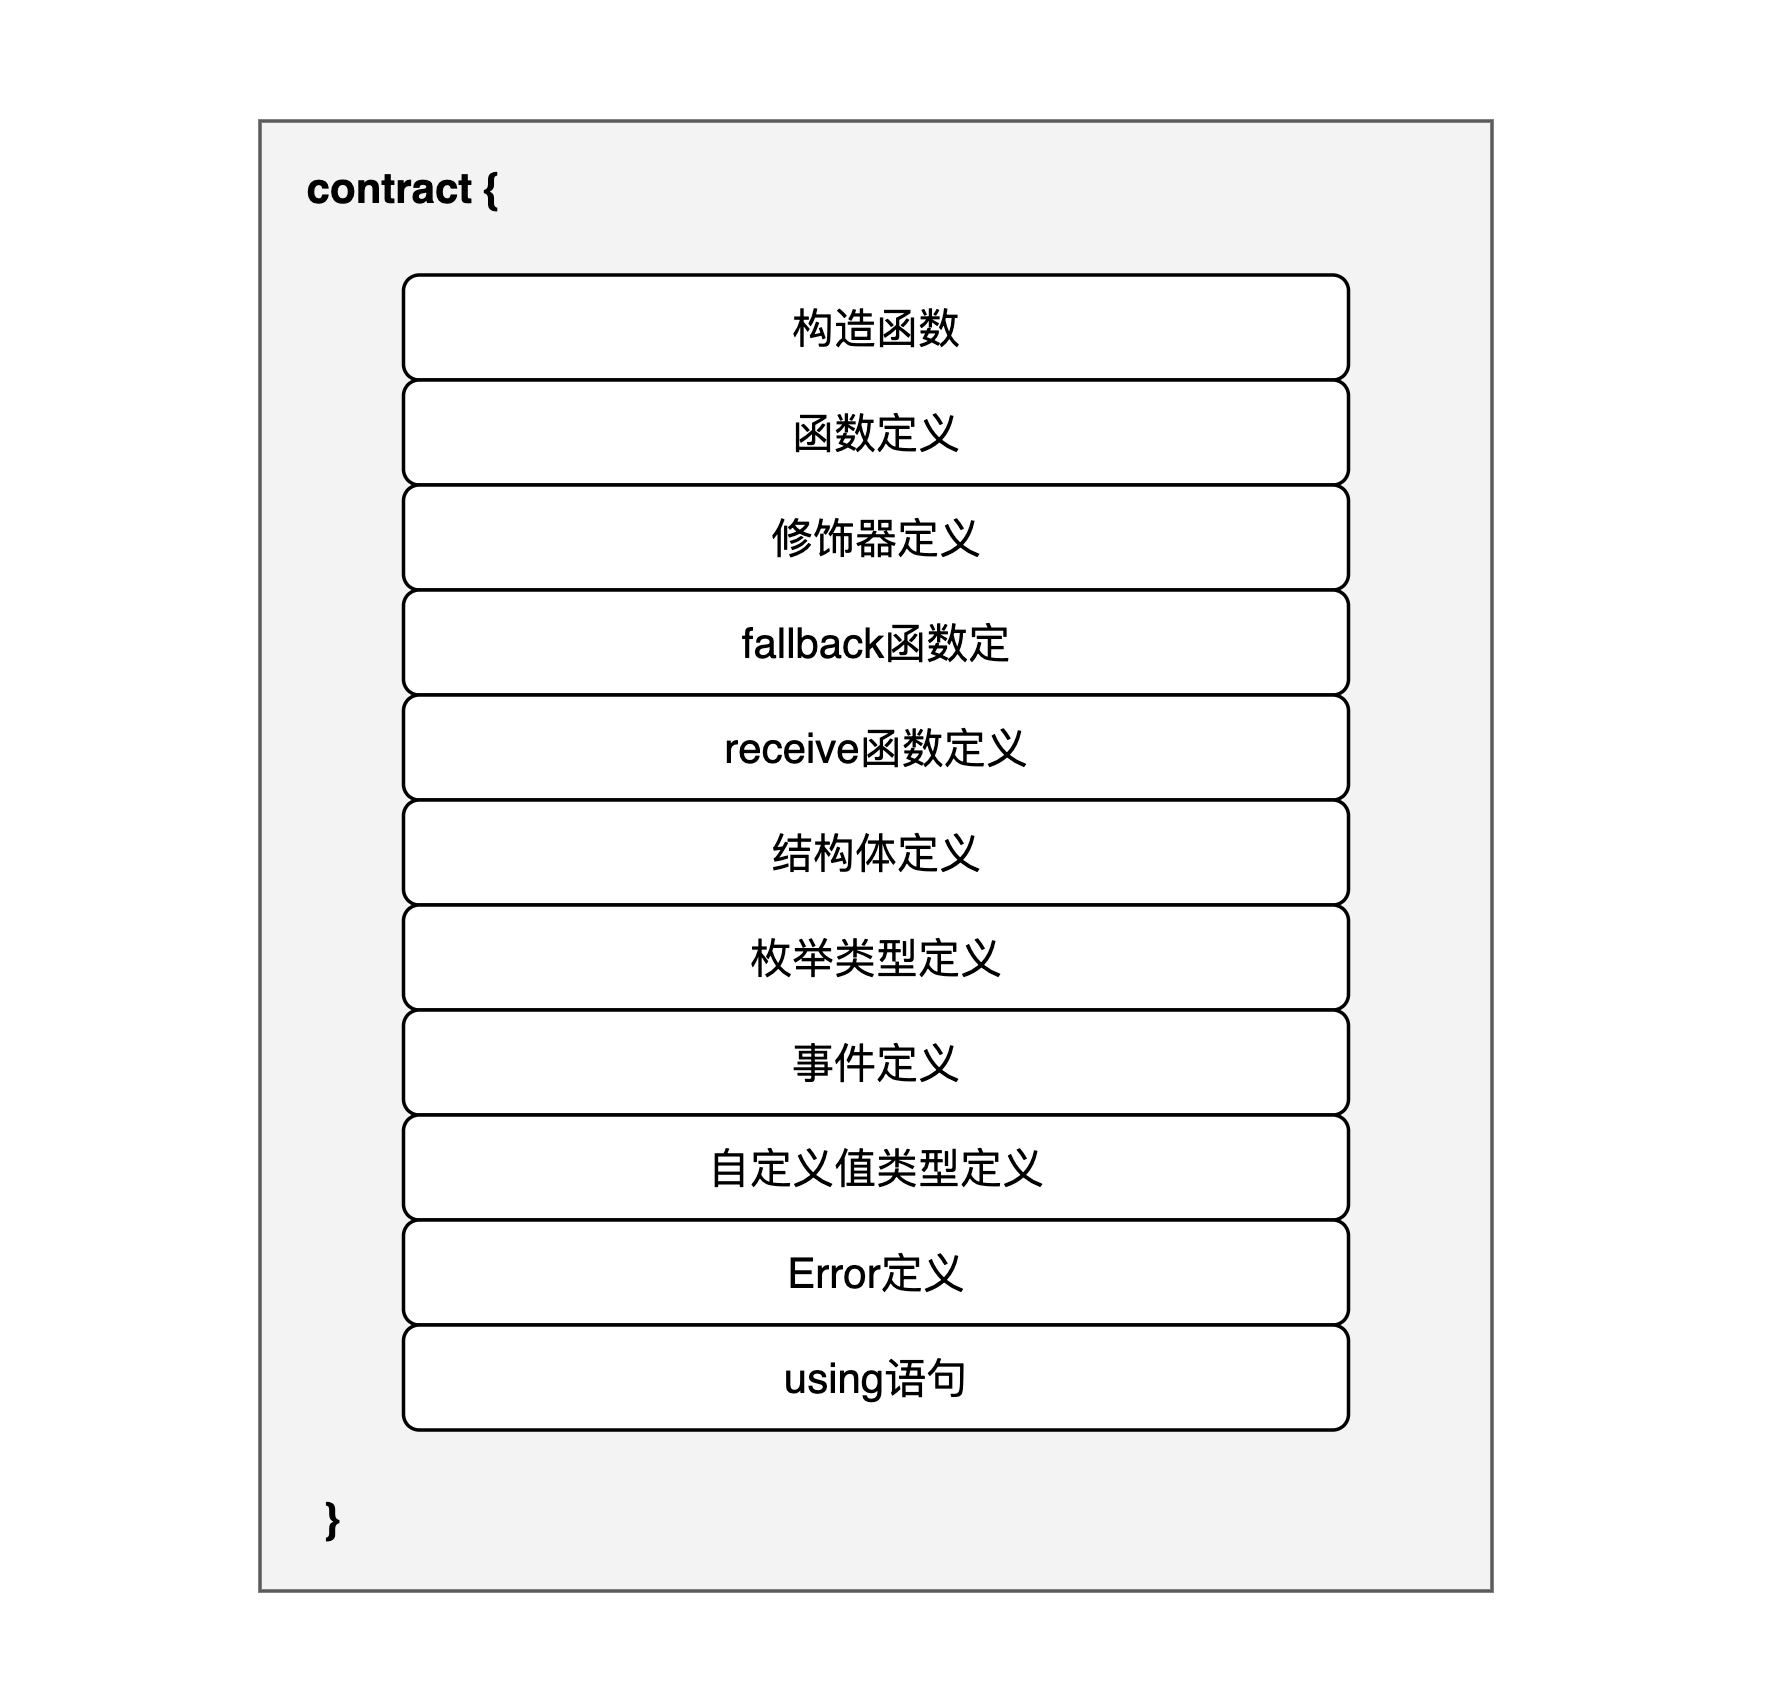 contract {
构造函数
函数定义
修饰器定义
fallback函数定
receive函数定义
结构体定义
枚举类型定义
事件定义
自定义值类型定义
Error定义
using语句
}